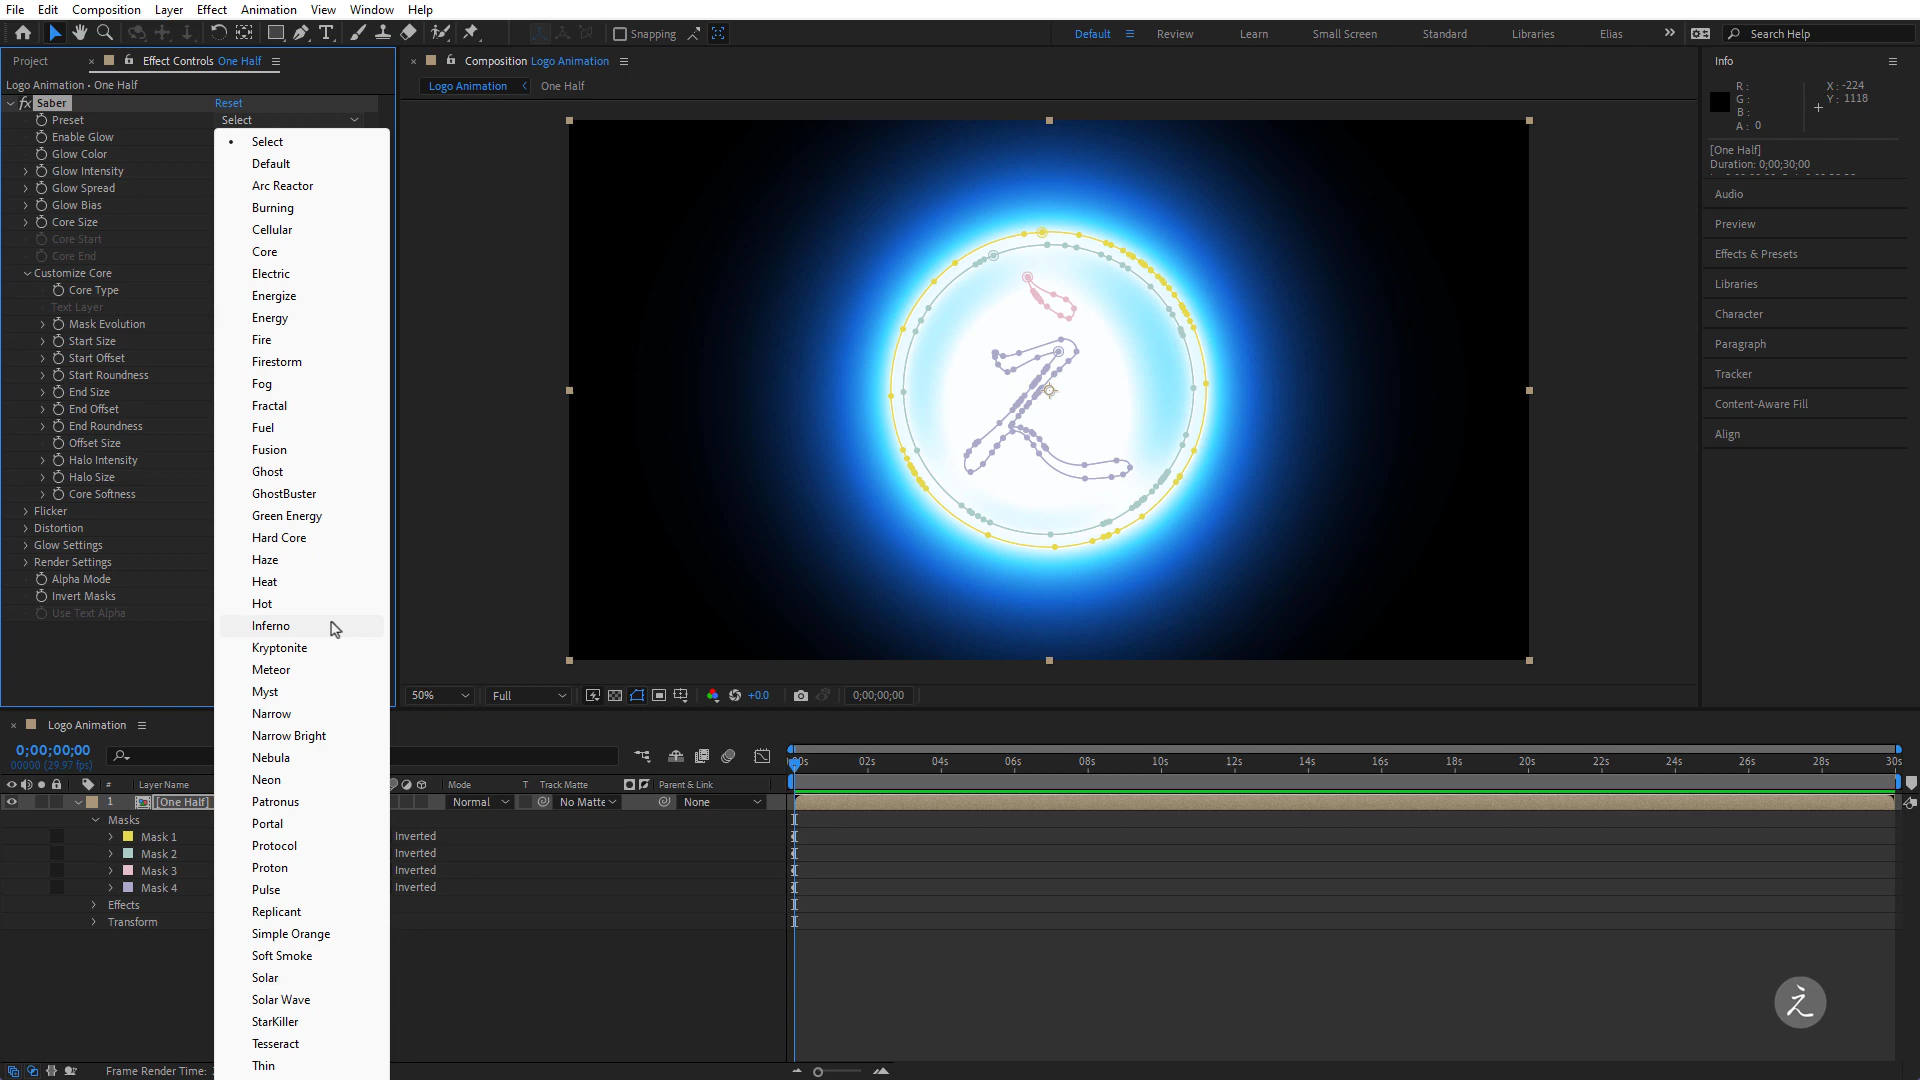 File Edit Composition Layer Effect Animation View Window Help
Snapping
Default Review Learn Small Screen Standard Libraries Elias
Search Help
Project
Effect Controls One Half
Logo Animation • One Half
fx Saber Reset
Preset Select
Enable Glow
Glow Color
Glow Intensity
Glow Spread
Glow Bias
Core Size
Core Start
Core End
Customize Core
Core Type
Text Layer
Mask Evolution
Start Size
Start Offset
Start Roundness
End Size
End Offset
End Roundness
Offset Size
Halo Intensity
Halo Size
Core Softness
Flicker
Distortion
Glow Settings
Render Settings
Alpha Mode
Invert Masks
Use Text Alpha
Select
Default
Arc Reactor
Burning
Cellular
Core
Electric
Energize
Energy
Fire
Firestorm
Fog
Fractal
Fuel
Fusion
Ghost
GhostBuster
Green Energy
Hard Core
Haze
Heat
Hot
Inferno
Kryptonite
Meteor
Myst
Narrow
Narrow Bright
Nebula
Neon
Patronus
Portal
Protocol
Proton
Pulse
Replicant
Simple Orange
Soft Smoke
Solar
Solar Wave
StarKiller
Tesseract
Thin
Composition Logo Animation
Logo Animation One Half
之
50% Full +0.0 0;00;00;00
Info
R :
G :
B :
A : 0
X : -224
Y : 1118
[One Half]
Duration: 0;00;30;00
Audio
Preview
Effects & Presets
Libraries
Character
Paragraph
Tracker
Content-Aware Fill
Align
Logo Animation
0;00;00;00
00000 (29.97 fps)
# Layer Name Mode T Track Matte Parent & Link
1 [One Half] Normal No Matte None
Masks
Mask 1 Inverted
Mask 2 Inverted
Mask 3 Inverted
Mask 4 Inverted
Effects
Transform
02s 04s 06s 08s 10s 12s 14s 16s 18s 20s 22s 24s 26s 28s 30s
Frame Render Time:
之